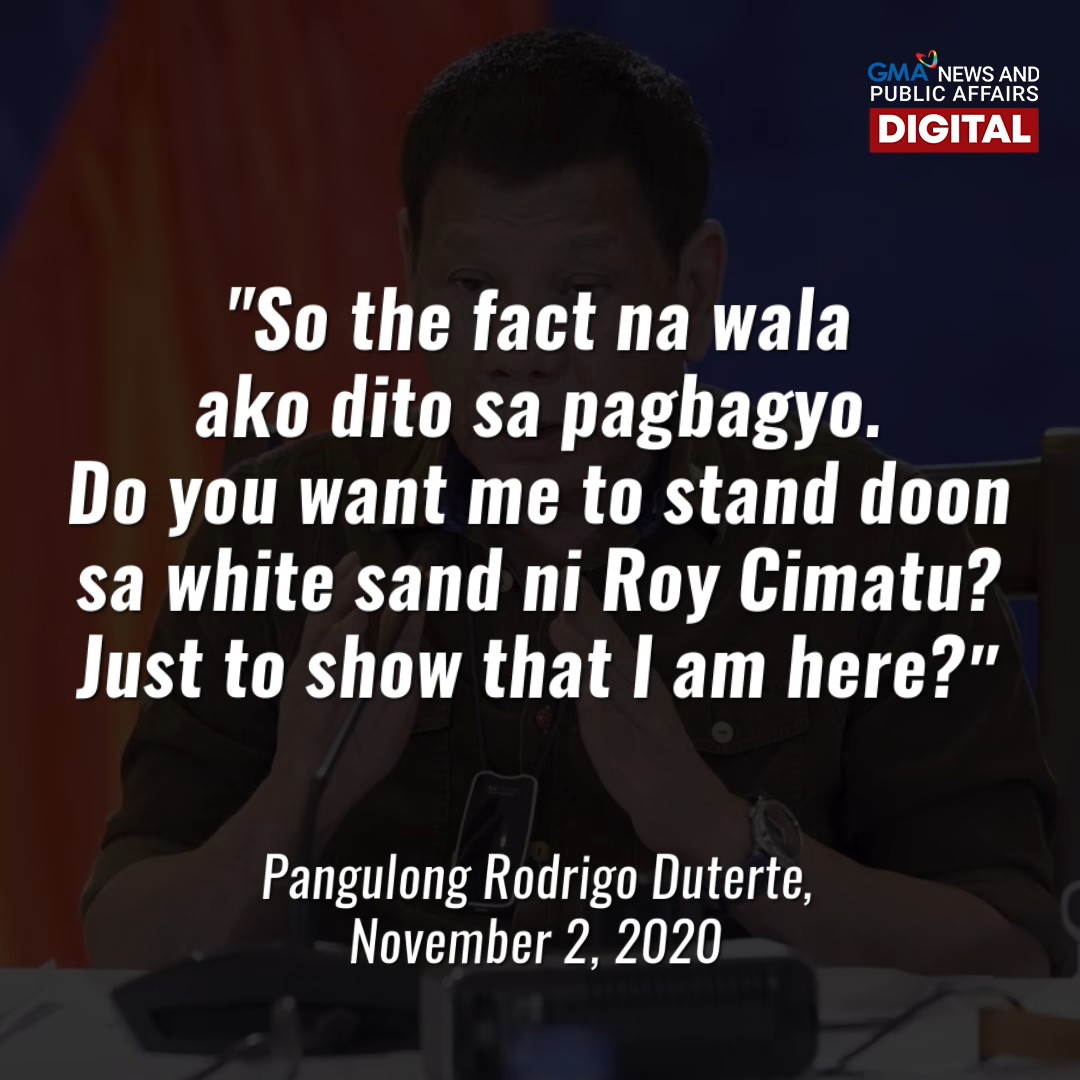 GMA NEWS AND
PUBLIC AFFAIRS
DIGITAL
"So the fact na wala
ako dito sa pagbagyo.
Do you want me to stand doon
sa white sand ni Roy Cimatu?
Just to show that I am here?"
Pangulong Rodrigo Duterte,
November 2, 2020